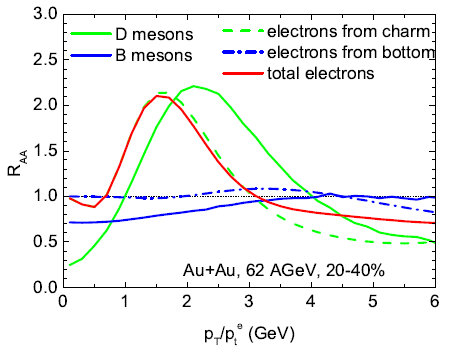 3.0
2.5
2.0
1.5
1.0
0.5
0.0
R_AA
D mesons
B mesons
electrons from charm
electrons from bottom
total electrons
Au+Au, 62 AGeV, 20-40%
0 1 2 3 4 5 6
p_T/p_t^e (GeV)